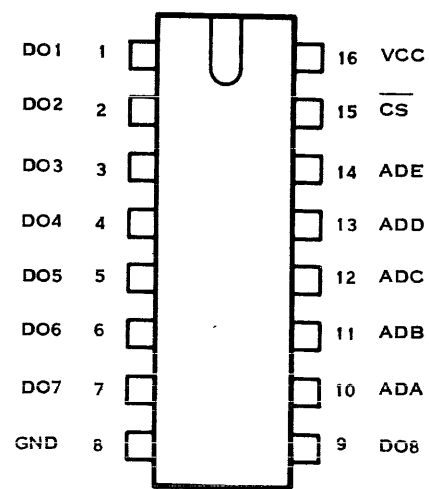 DO1 1 16 VCC
DO2 2 15 C̅S̅
DO3 3 14 ADE
DO4 4 13 ADD
DO5 5 12 ADC
DO6 6 11 ADB
DO7 7 10 ADA
GND 8 9 DO8